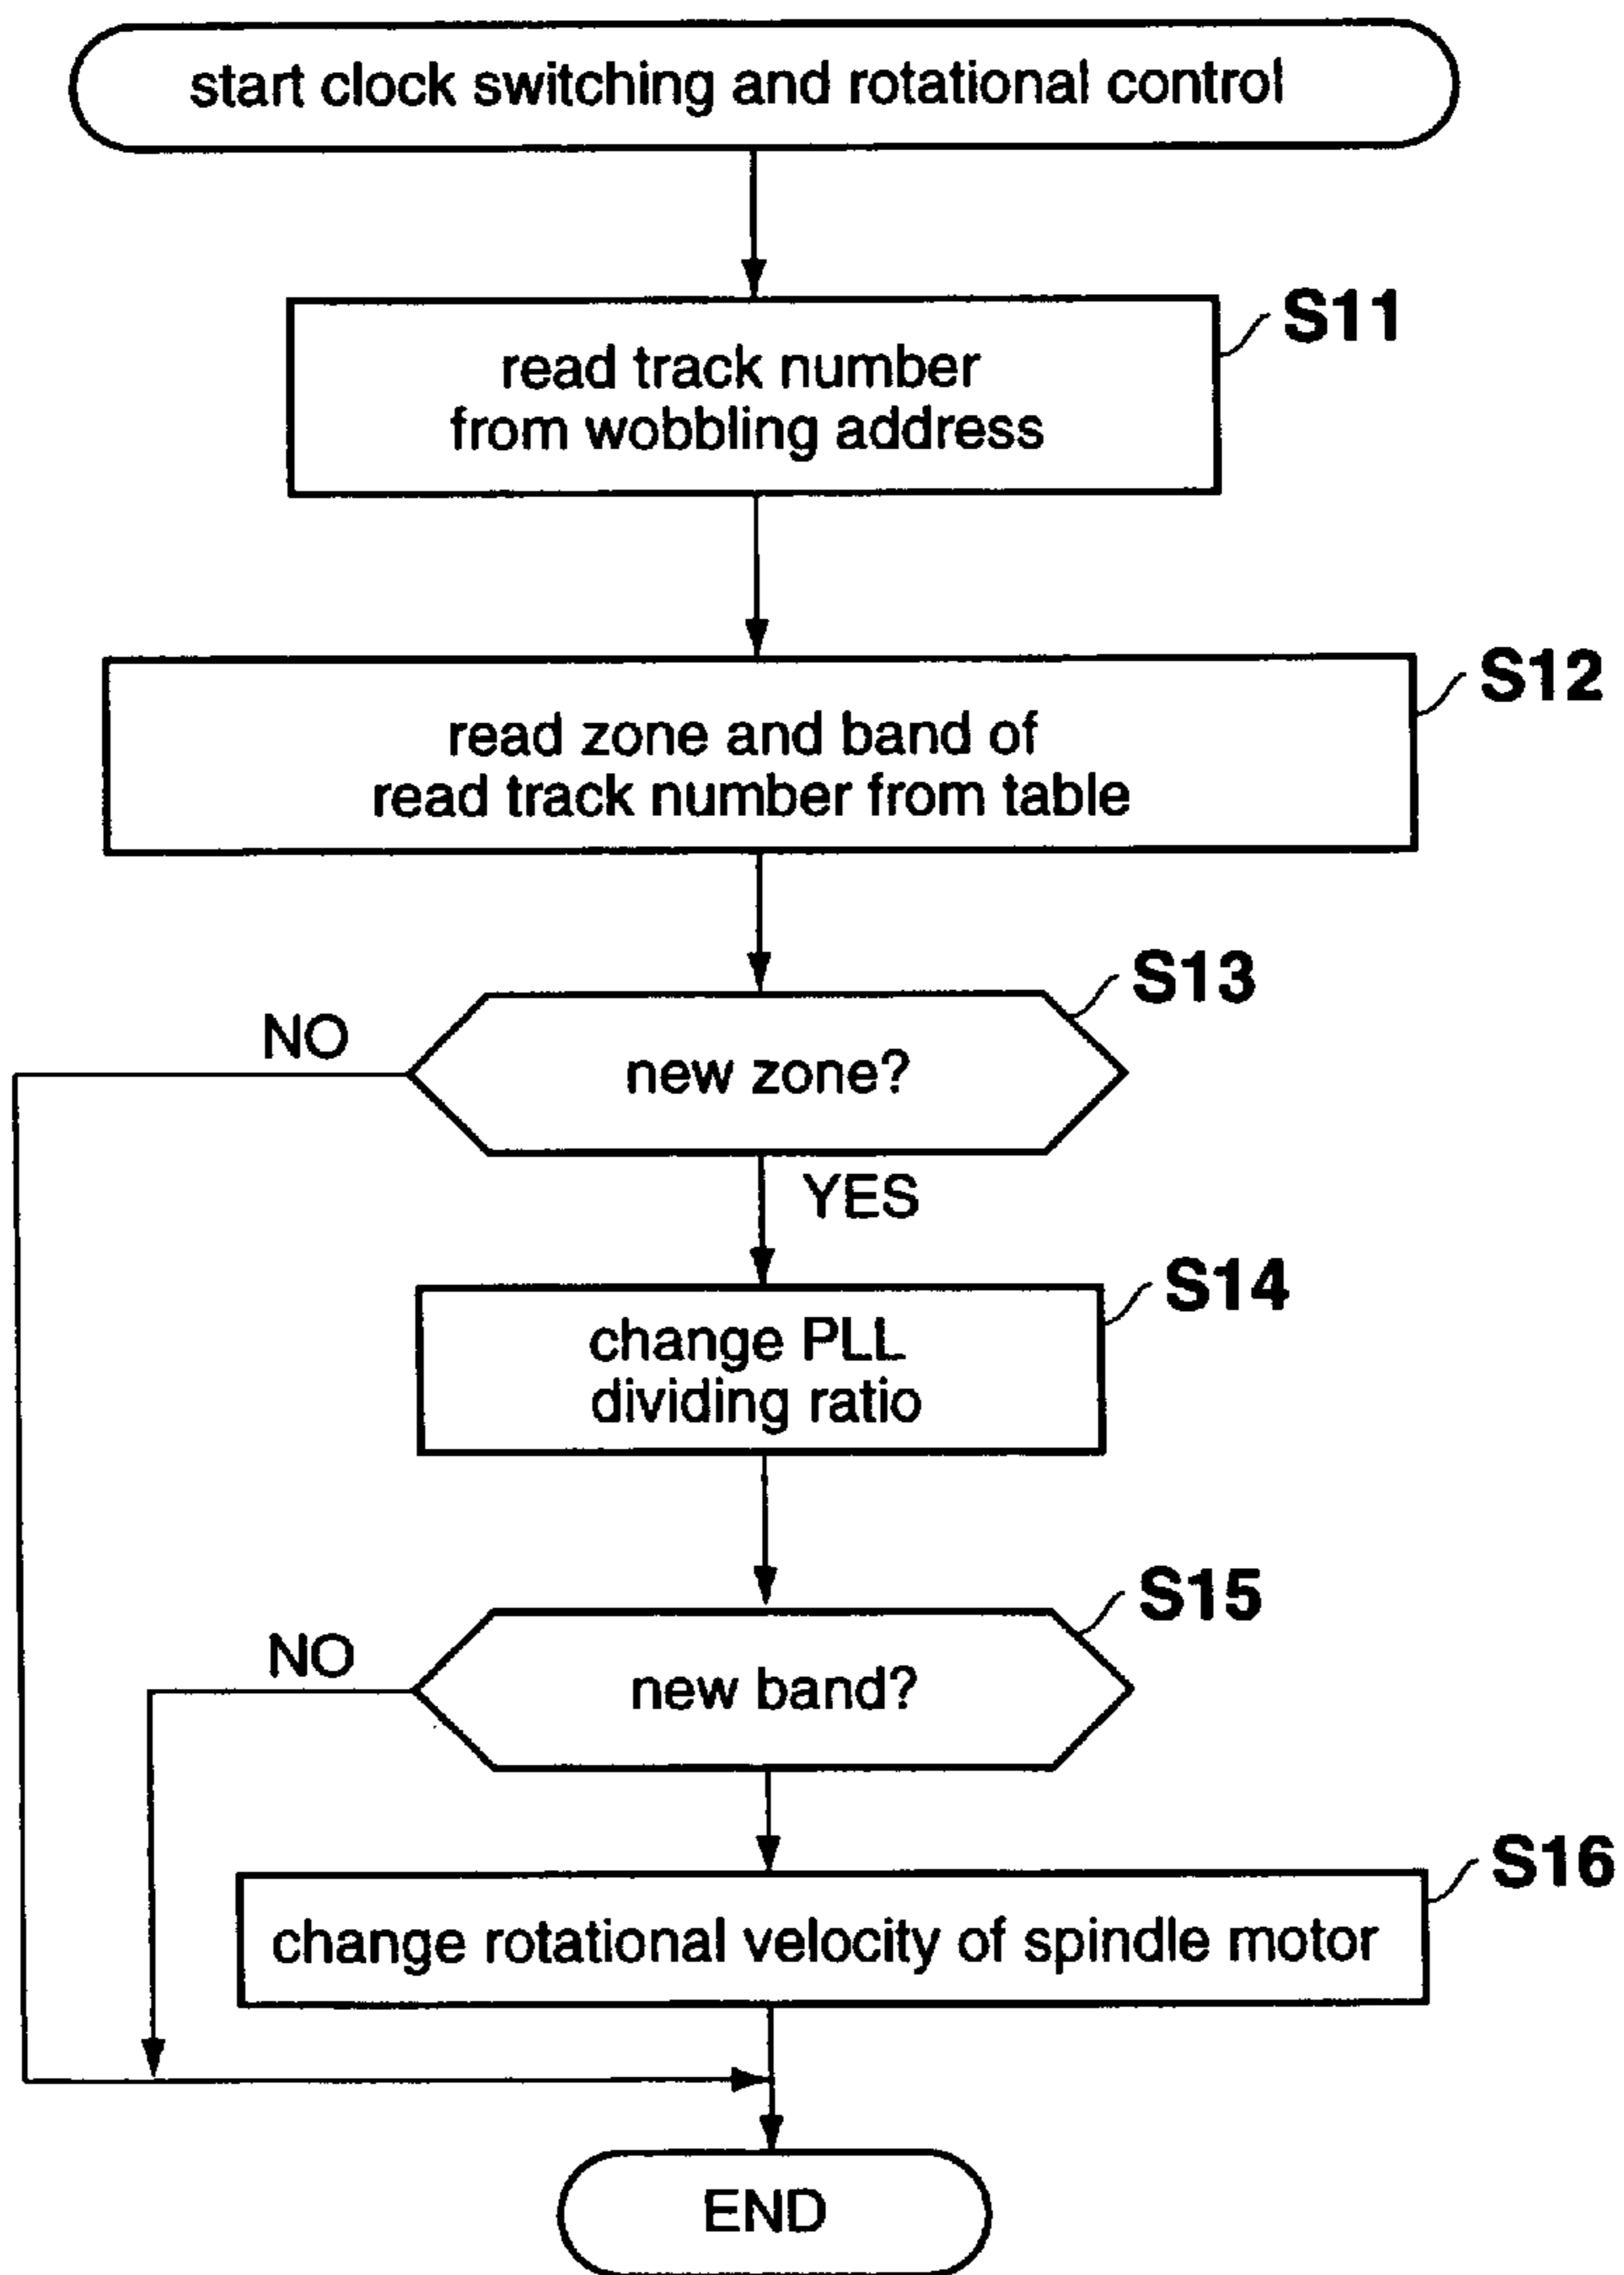 start clock switching and rotational control
S11
read track number
from wobbling address
S12
read zone and band of
read track number from table
S13
NO
new zone?
YES
S14
change PLL
dividing ratio
S15
NO
new band?
S16
change rotational velocity of spindle motor
END